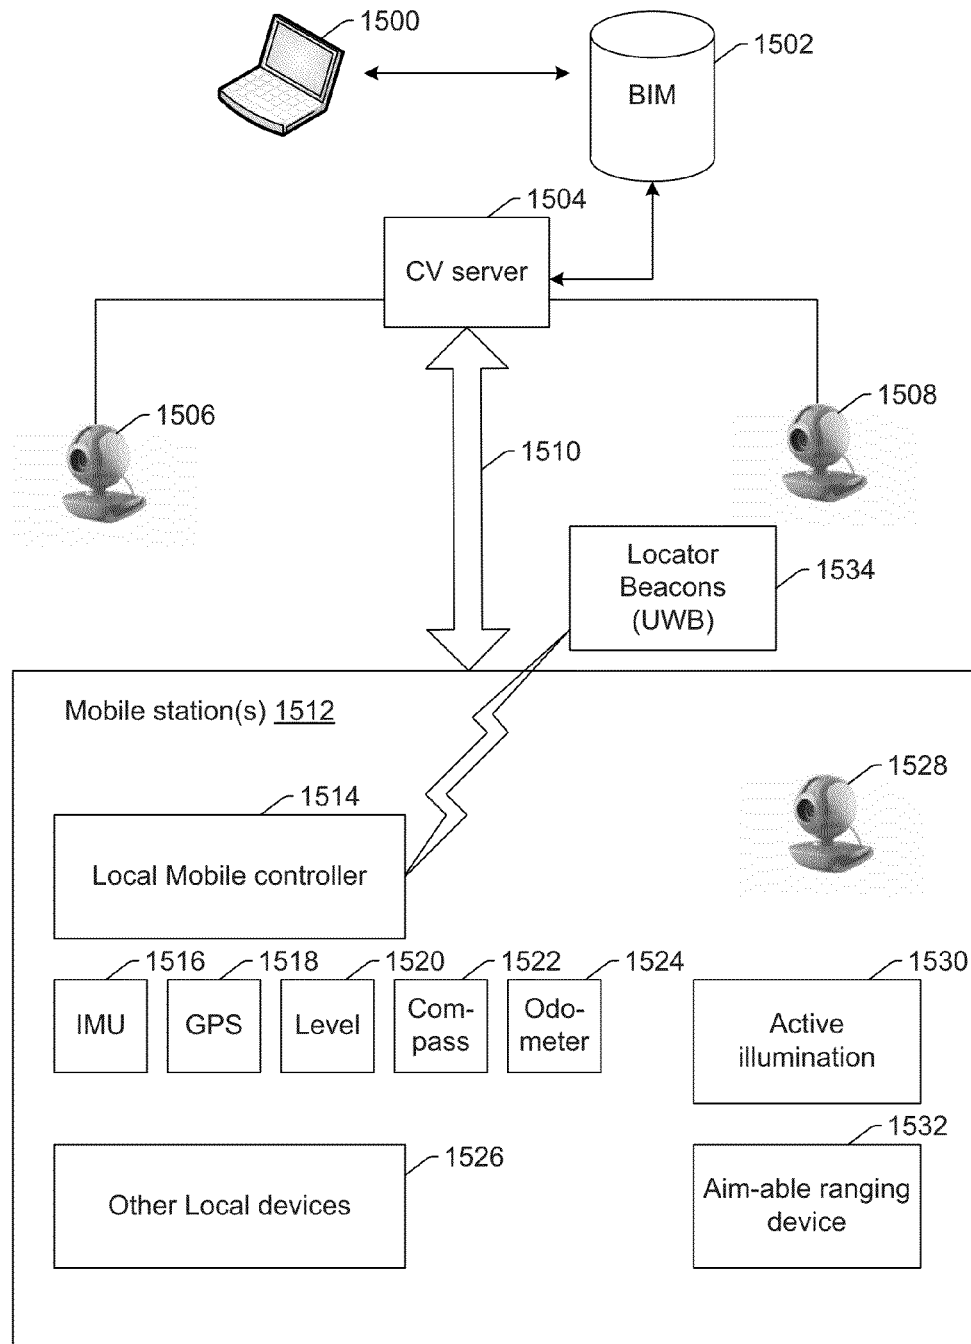 1500
1502
BIM
1504
CV server
1506
1508
1510
Locator
Beacons
(UWB)
1534
Mobile station(s) 1512
1528
1514
Local Mobile controller
1516
1518
1520
1522
1524
1530
IMU
GPS
Level
Com-
pass
Odo-
meter
Active
illumination
1526
1532
Other Local devices
Aim-able ranging
device